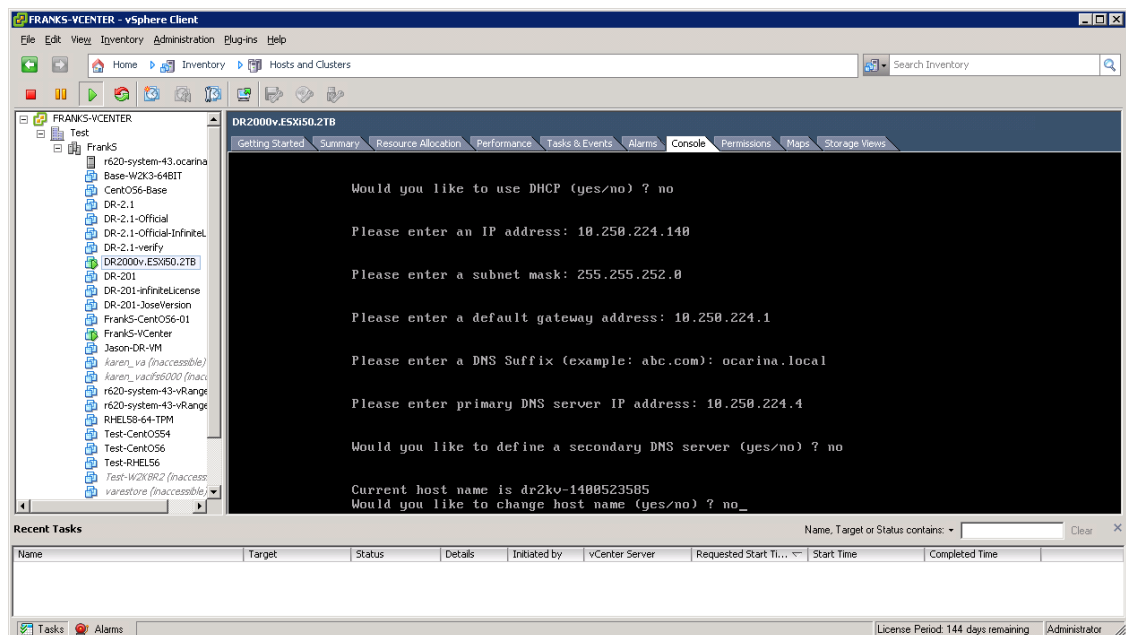 FRANKS-VCENTER - vSphere Client
File Edit View Inventory Administration Plug-ins Help
Home Inventory Hosts and Clusters Search Inventory
FRANKS-VCENTER
Test
FrankS
r620-system-43.ocarina
Base-W2K3-64BIT
CentOS6-Base
DR-2.1
DR-2.1-Official
DR-2.1-Official-InfiniteL
DR-2.1-verify
DR2000v.ESXi50.2TB
DR-201
DR-201-infiniteLicense
DR-201-JoseVersion
FrankS-CentOS6-01
FrankS-VCenter
Jason-DR-VM
karen_va (inaccessible)
karen_vacifs6000 (inacc
r620-system-43-vRange
r620-system-43-vRange
RHEL58-64-TPM
Test-CentOS54
Test-CentOS6
Test-RHEL56
Test-W2K8R2 (inaccess
varestore (inaccessible)
DR2000v.ESXi50.2TB
Getting Started Summary Resource Allocation Performance Tasks & Events Alarms Console Permissions Maps Storage Views
Would you like to use DHCP (yes/no) ? no
Please enter an IP address: 10.250.224.140
Please enter a subnet mask: 255.255.252.0
Please enter a default gateway address: 10.250.224.1
Please enter a DNS Suffix (example: abc.com): ocarina.local
Please enter primary DNS server IP address: 10.250.224.4
Would you like to define a secondary DNS server (yes/no) ? no
Current host name is dr2kv-1400523585
Would you like to change host name (yes/no) ? no_
Recent Tasks
Name, Target or Status contains: Clear
Name Target Status Details Initiated by vCenter Server Requested Start Ti... Start Time Completed Time
Tasks Alarms
License Period: 144 days remaining Administrator